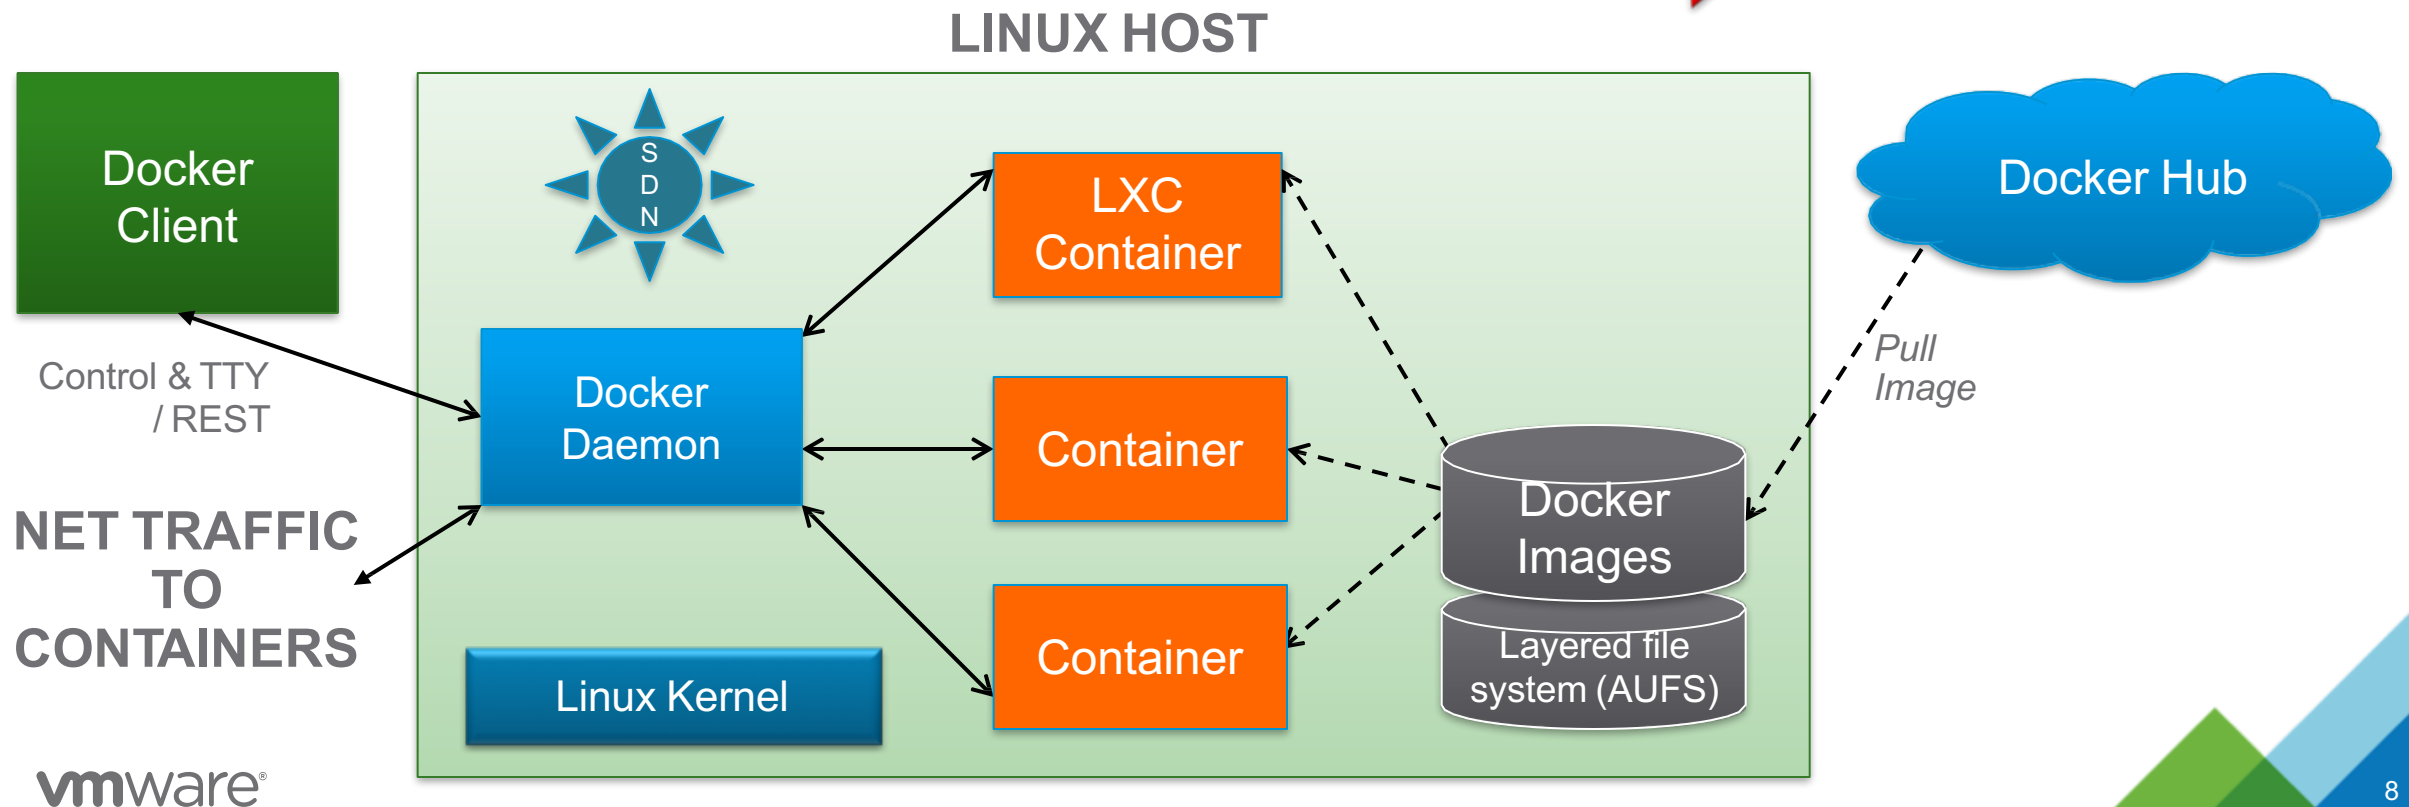 LINUX HOST
Docker
Client
S
D
N
LXC
Container
Docker Hub
Control & TTY
/ REST
Docker
Daemon
Container
Pull
Image
Docker
Images
NET TRAFFIC
TO
CONTAINERS
Linux Kernel
Container
Layered file
system (AUFS)
vmware®
8